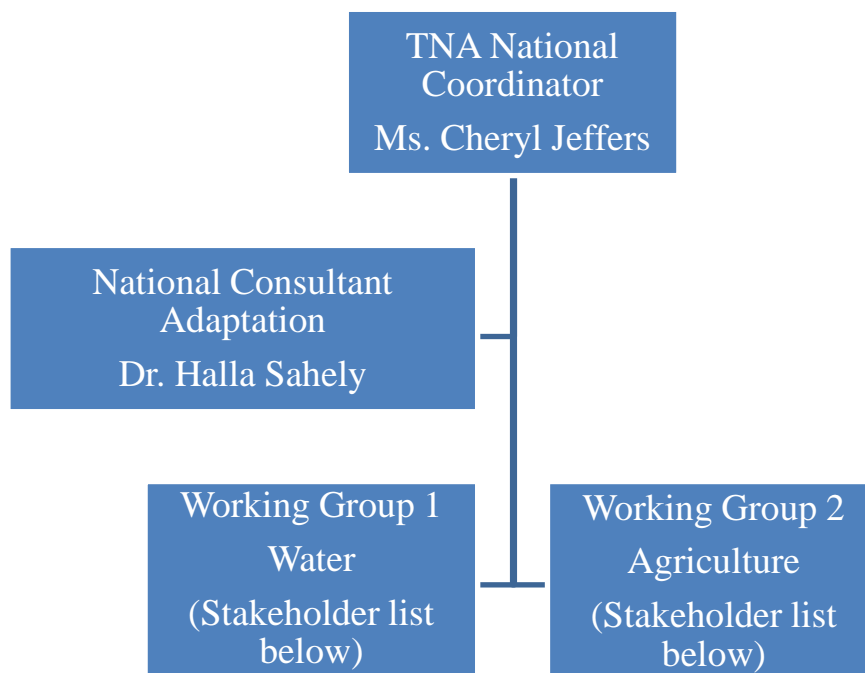 TNA National
Coordinator
Ms. Cheryl Jeffers
National Consultant
Adaptation
Dr. Halla Sahely
Working Group 1
Water
(Stakeholder list
below)
Working Group 2
Agriculture
(Stakeholder list
below)